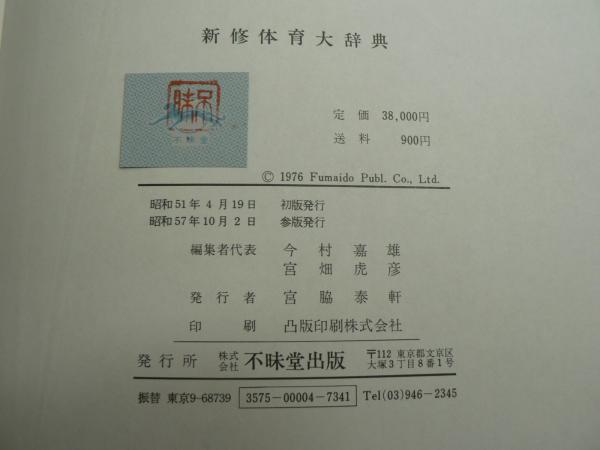 新修体育大辞典
不昧堂
定価 38,000円
送料 900円
© 1976 Fumaido Publ. Co., Ltd.
昭和51年4月19日 初版発行
昭和57年10月2日 参版発行
編集者代表 今村嘉雄
宮畑虎彦
発行者 宮脇泰軒
印刷 凸版印刷株式会社
発行所 株式会社 不昧堂出版 〒112 東京都文京区大塚3丁目8番1号
振替 東京9-68739 3575-00004-7341 Tel(03)946-2345